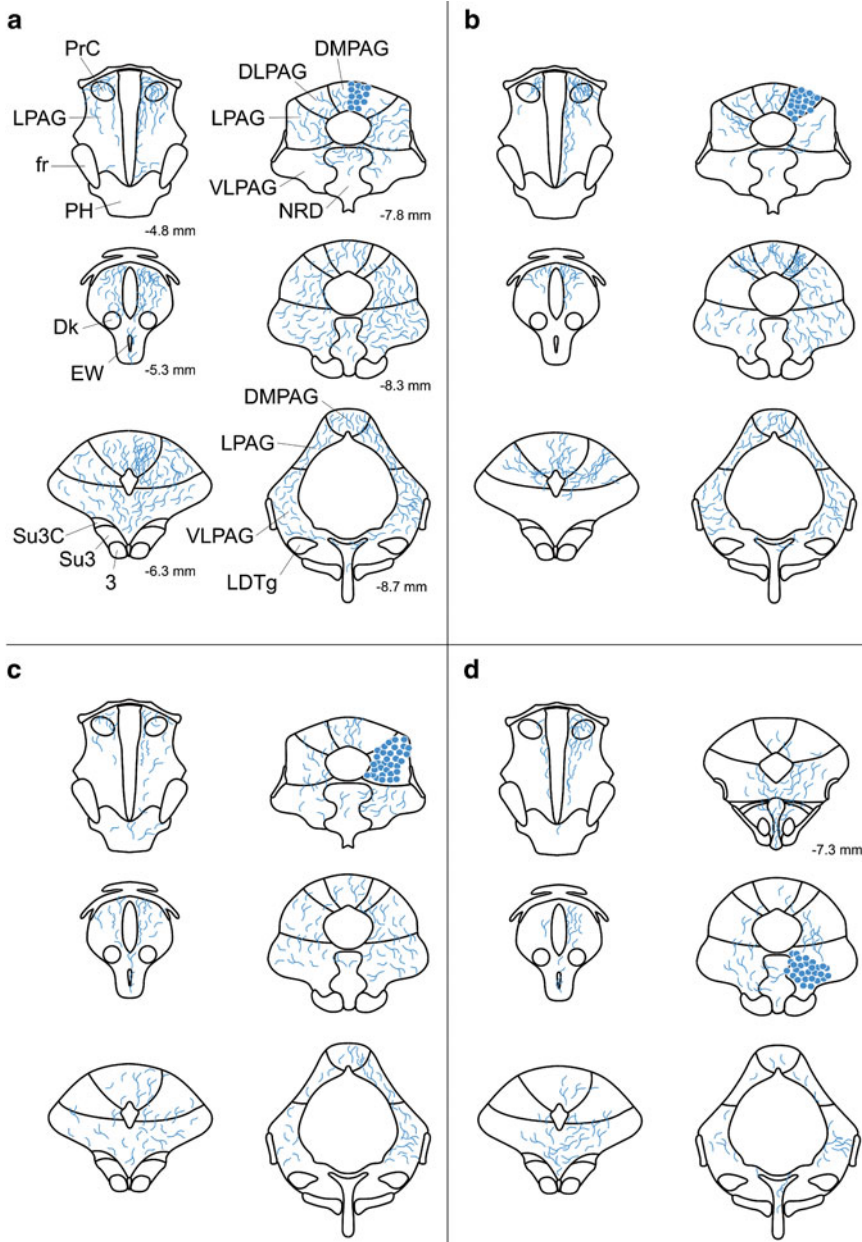 a
PrC
LPAG
fr
PH
-4.8 mm
DMPAG
DLPAG
LPAG
VLPAG
NRD
-7.8 mm
Dk
EW
-5.3 mm
-8.3 mm
Su3C
Su3
3
-6.3 mm
DMPAG
LPAG
VLPAG
LDTg
-8.7 mm
b
c
d
-7.3 mm